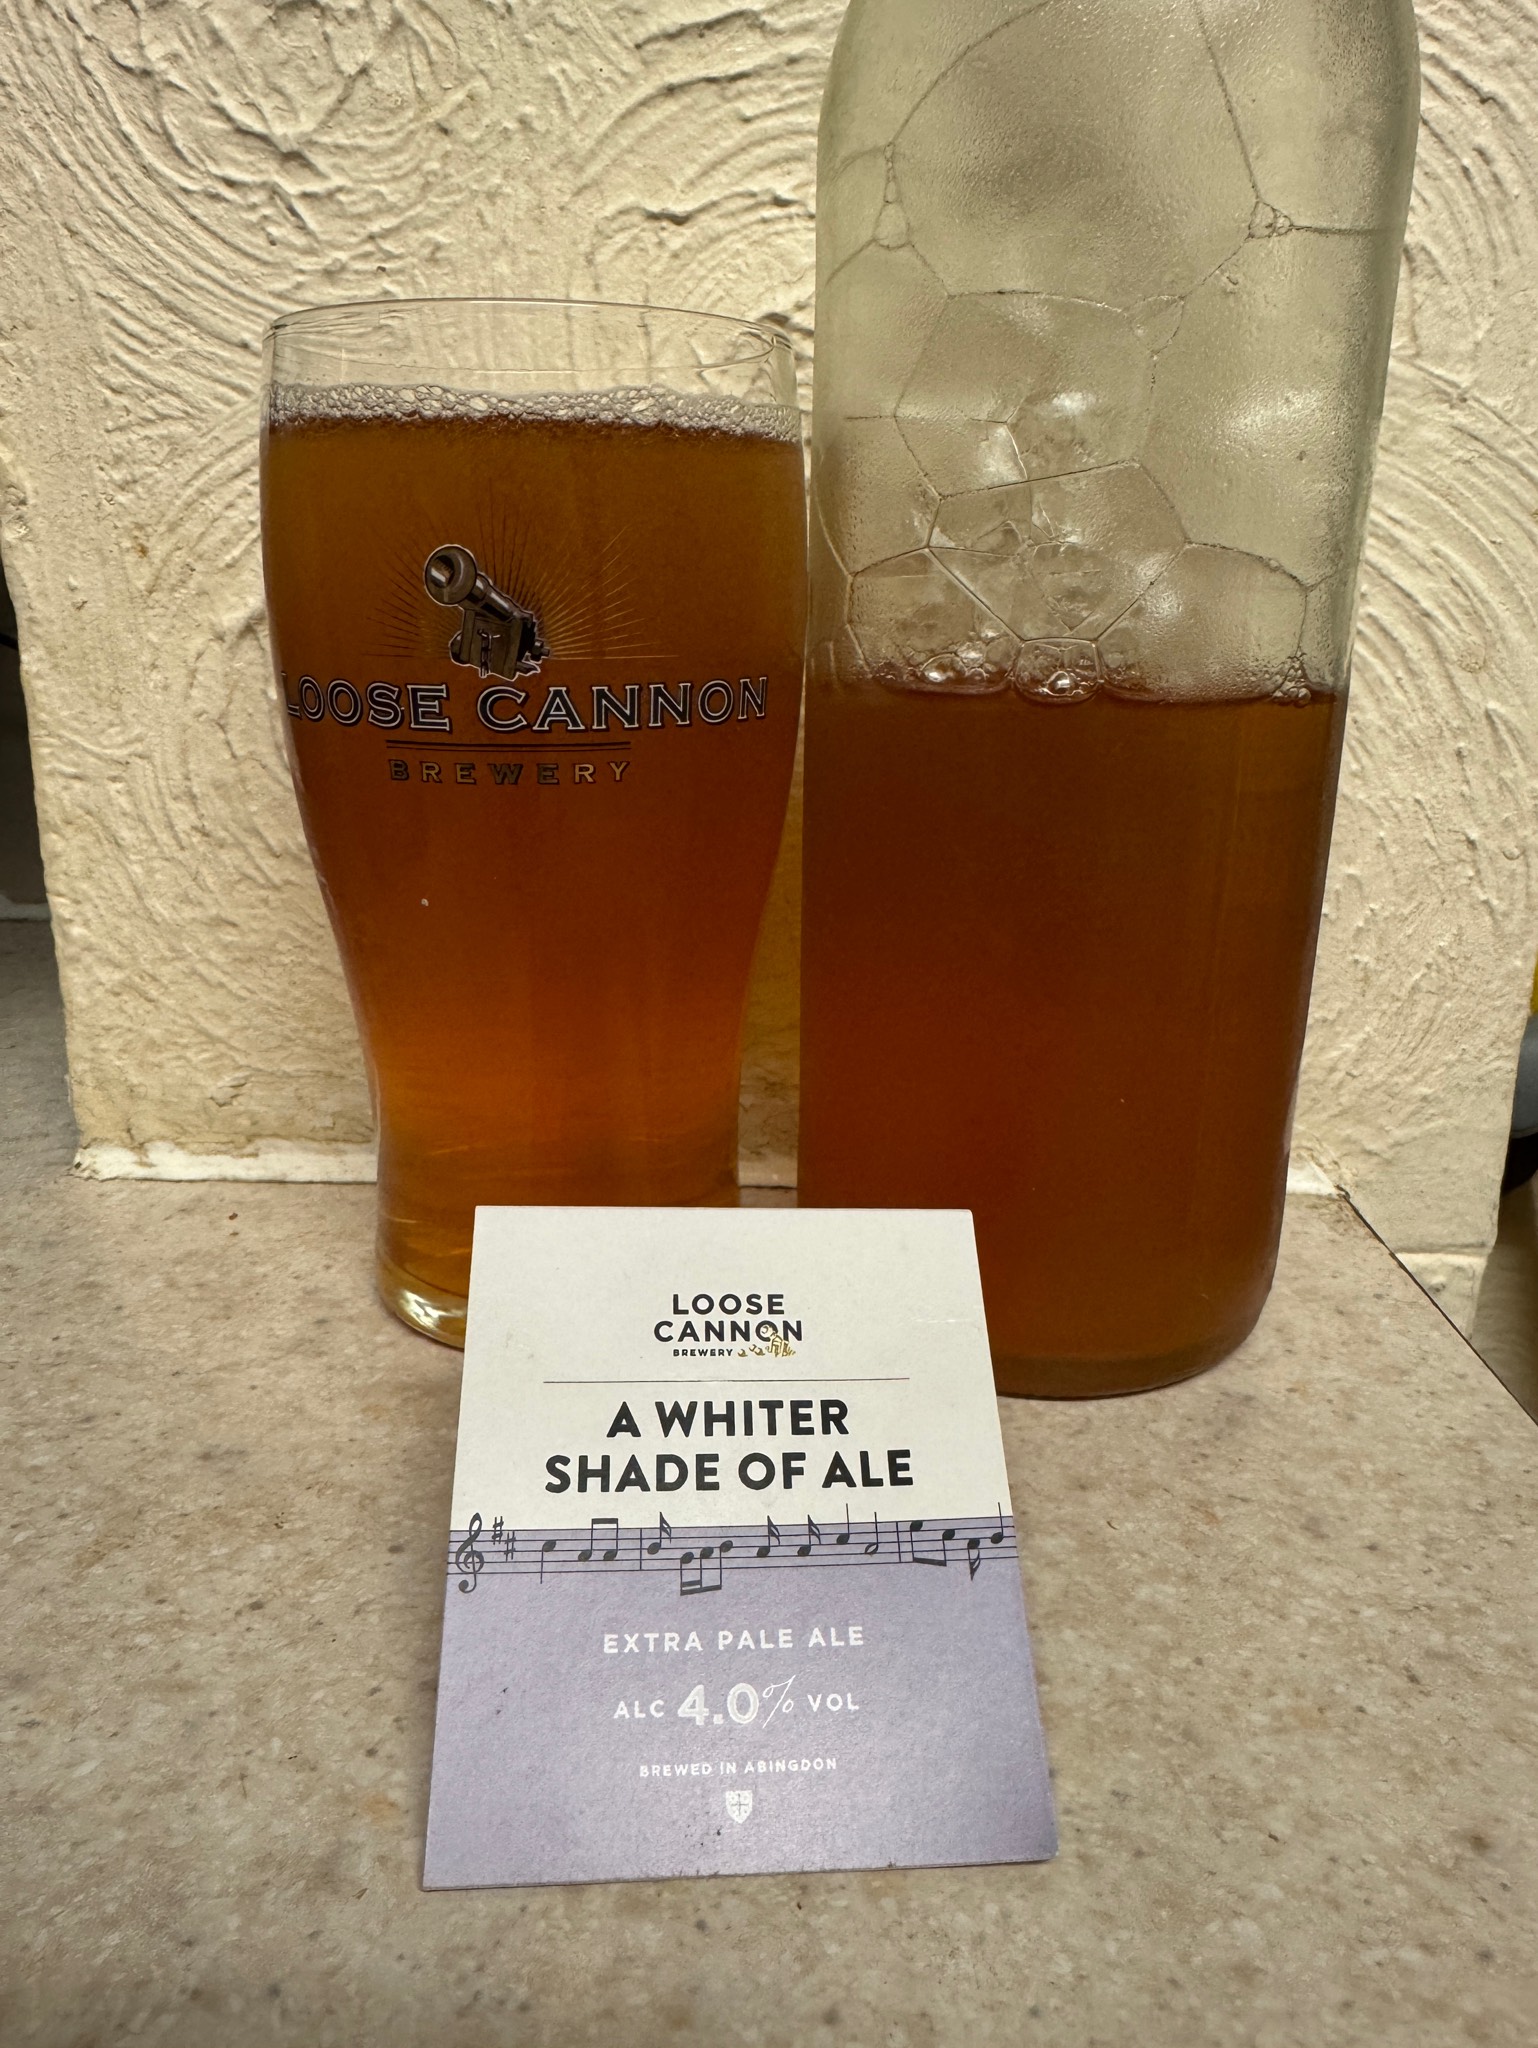 LOOSE CANNON
BREWERY
LOOSE
CANNON
BREWERY
A WHITER
SHADE OF ALE
EXTRA PALE ALE
ALC 4.0% VOL
BREWED IN ABINGDON